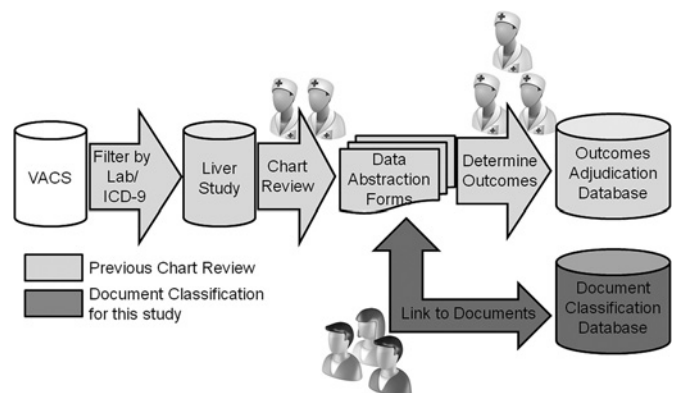 VACS
Filter by
Lab/
ICD-9
Liver
Study
Chart
Review
Data
Abstraction
Forms
Determine
Outcomes
Outcomes
Adjudication
Database
Previous Chart Review
Document Classification
for this study
Link to Documents
Document
Classification
Database